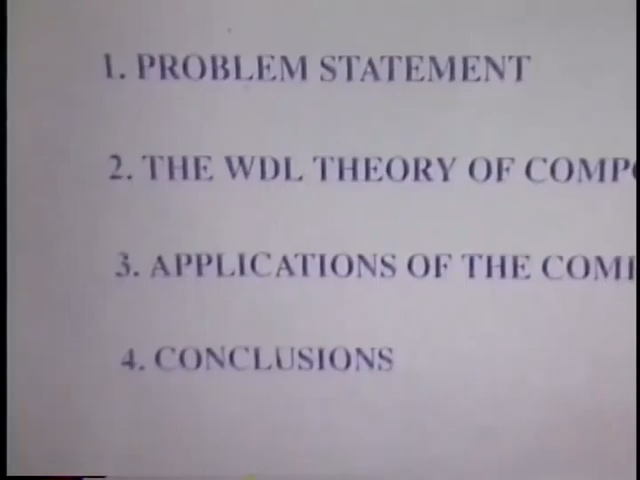 1. PROBLEM STATEMENT
2. THE WDL THEORY OF
3. APPLICATIONS OF THE
4. CONCLUSIONS